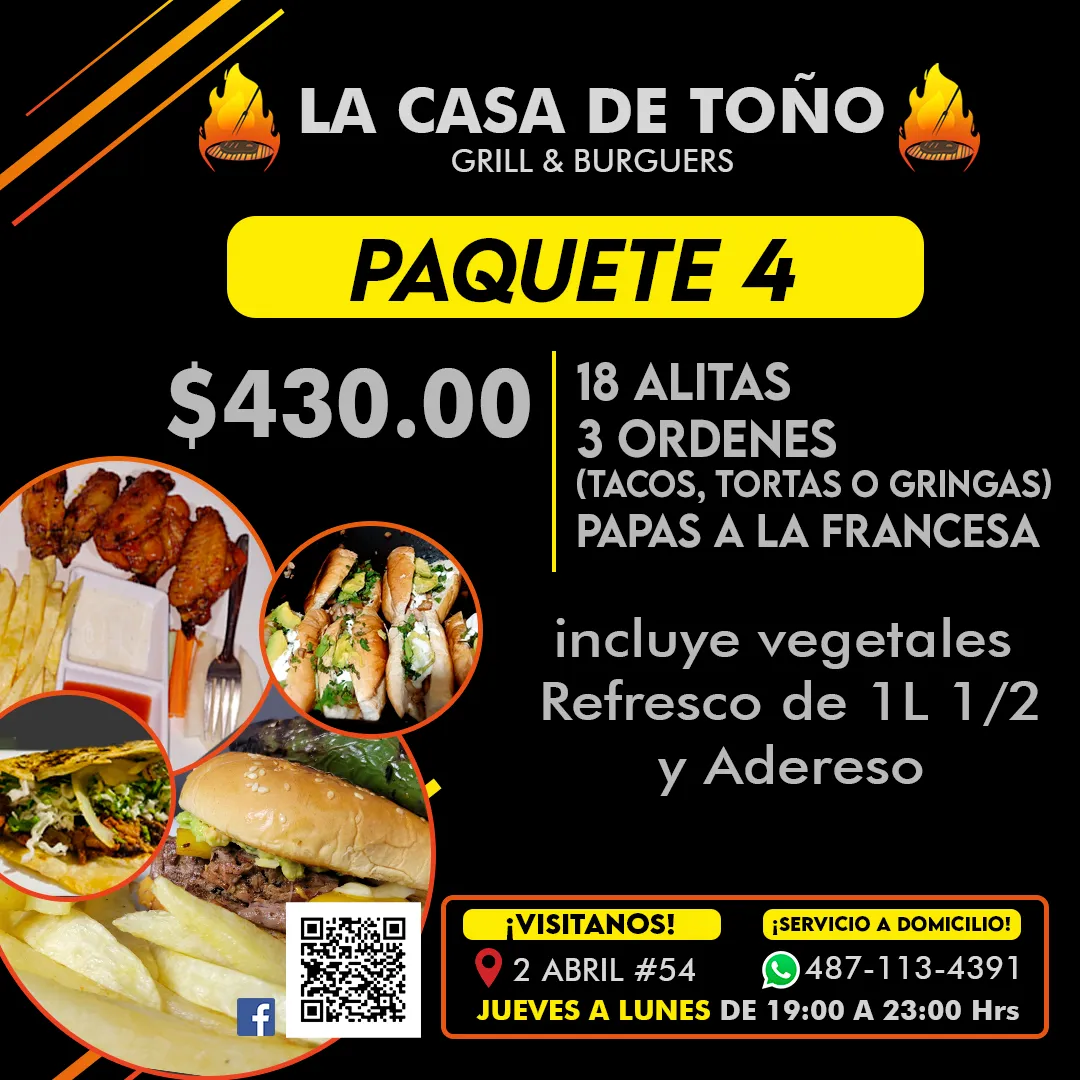 LA CASA DE TOÑO
GRILL & BURGUERS
PAQUETE 4
$430.00
18 ALITAS
3 ORDENES
(TACOS, TORTAS O GRINGAS)
PAPAS A LA FRANCESA
incluye vegetales
Refresco de 1L 1/2
y Adereso
¡VISITANOS!
2 ABRIL #54
¡SERVICIO A DOMICILIO!
487-113-4391
JUEVES A LUNES DE 19:00 A 23:00 Hrs